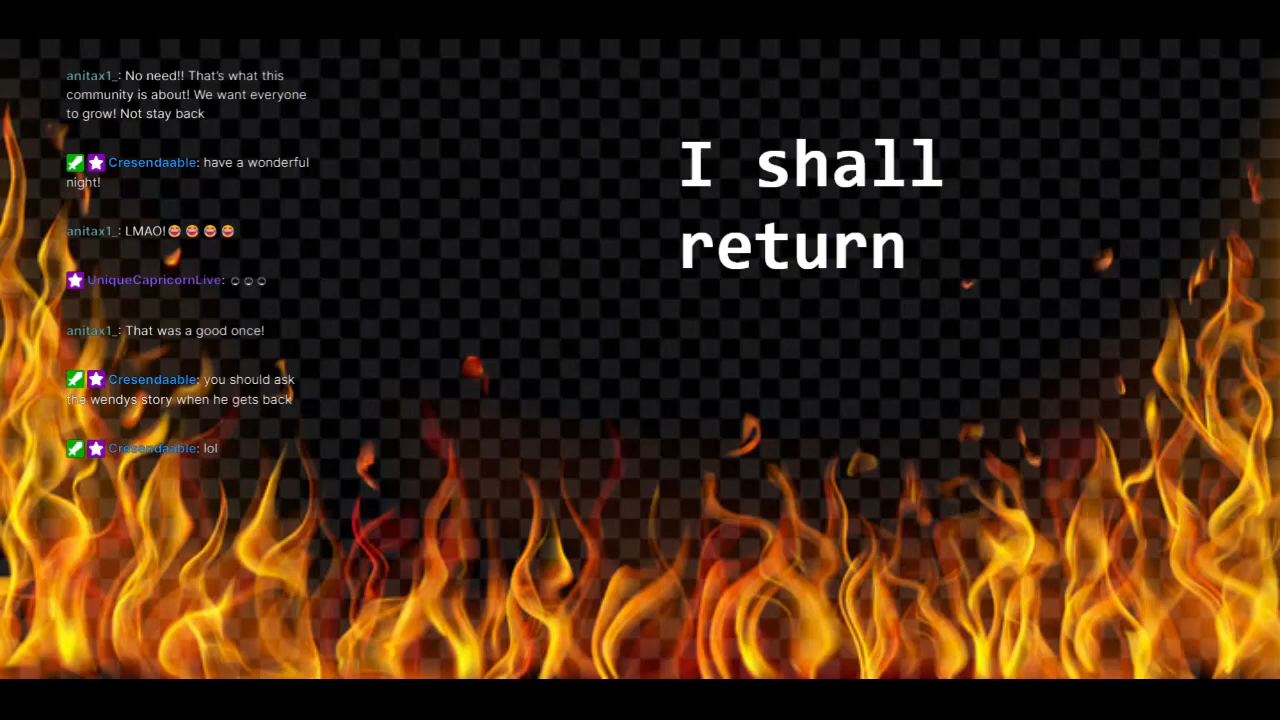 anitax1_: No need!! That's what this
community is about! We want everyone
to grow! Not stay back
Cresendaable: have a wonderful
night!
anitax1_: LMAO!
UniqueCapricornLive: ☺☺☺
anitax1_: That was a good once!
Cresendaable: you should ask
the wendys story when he gets back
Cresendaable: lol
I shall
return